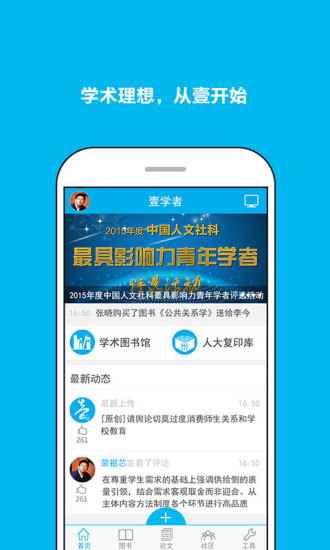 学术理想，从壹开始
壹学者
2015年度·中国人文社科
最具影响力青年学者
评选活动
2015年度中国人文社科最具影响力青年学者评选活动
16:50 张晓购买了图书《公共关系学》送给李今
学术图书馆
人大复印库
最新动态
最新上传 16:50
[原创]请舆论切莫过度消费师生关系和学
校教育
261
荣祖芯发表了评论 16:50
在尊重学生需求的基础上强调供给侧的质
量引领，结合需求客观取舍而非迎合。从
主体内容方法制度各个环节进行高品质
261
首页 图书 论文 社区 工具